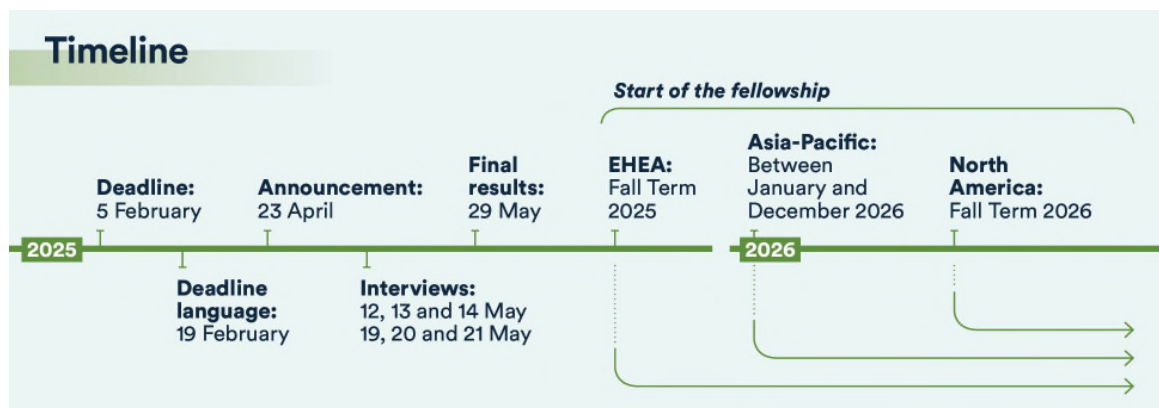 Timeline
Start of the fellowship
Deadline:
5 February
Announcement:
23 April
Final
results:
29 May
EHEA:
Fall Term
2025
Asia-Pacific:
Between
January and
December 2026
North
America:
Fall Term 2026
2025
2026
Deadline
language:
19 February
Interviews:
12, 13 and 14 May
19, 20 and 21 May